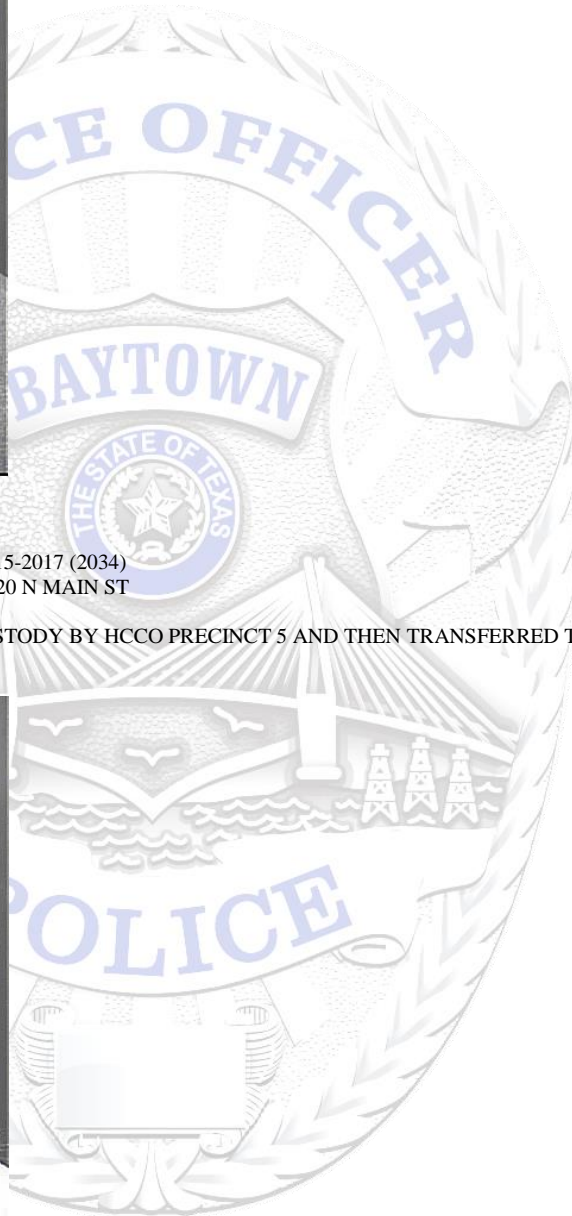 CE OFFICER
BAYTOWN
THE STATE OF TEXAS
15-2017 (2034)
20 N MAIN ST
STODY BY HCCO PRECINCT 5 AND THEN TRANSFERRED T
POLICE